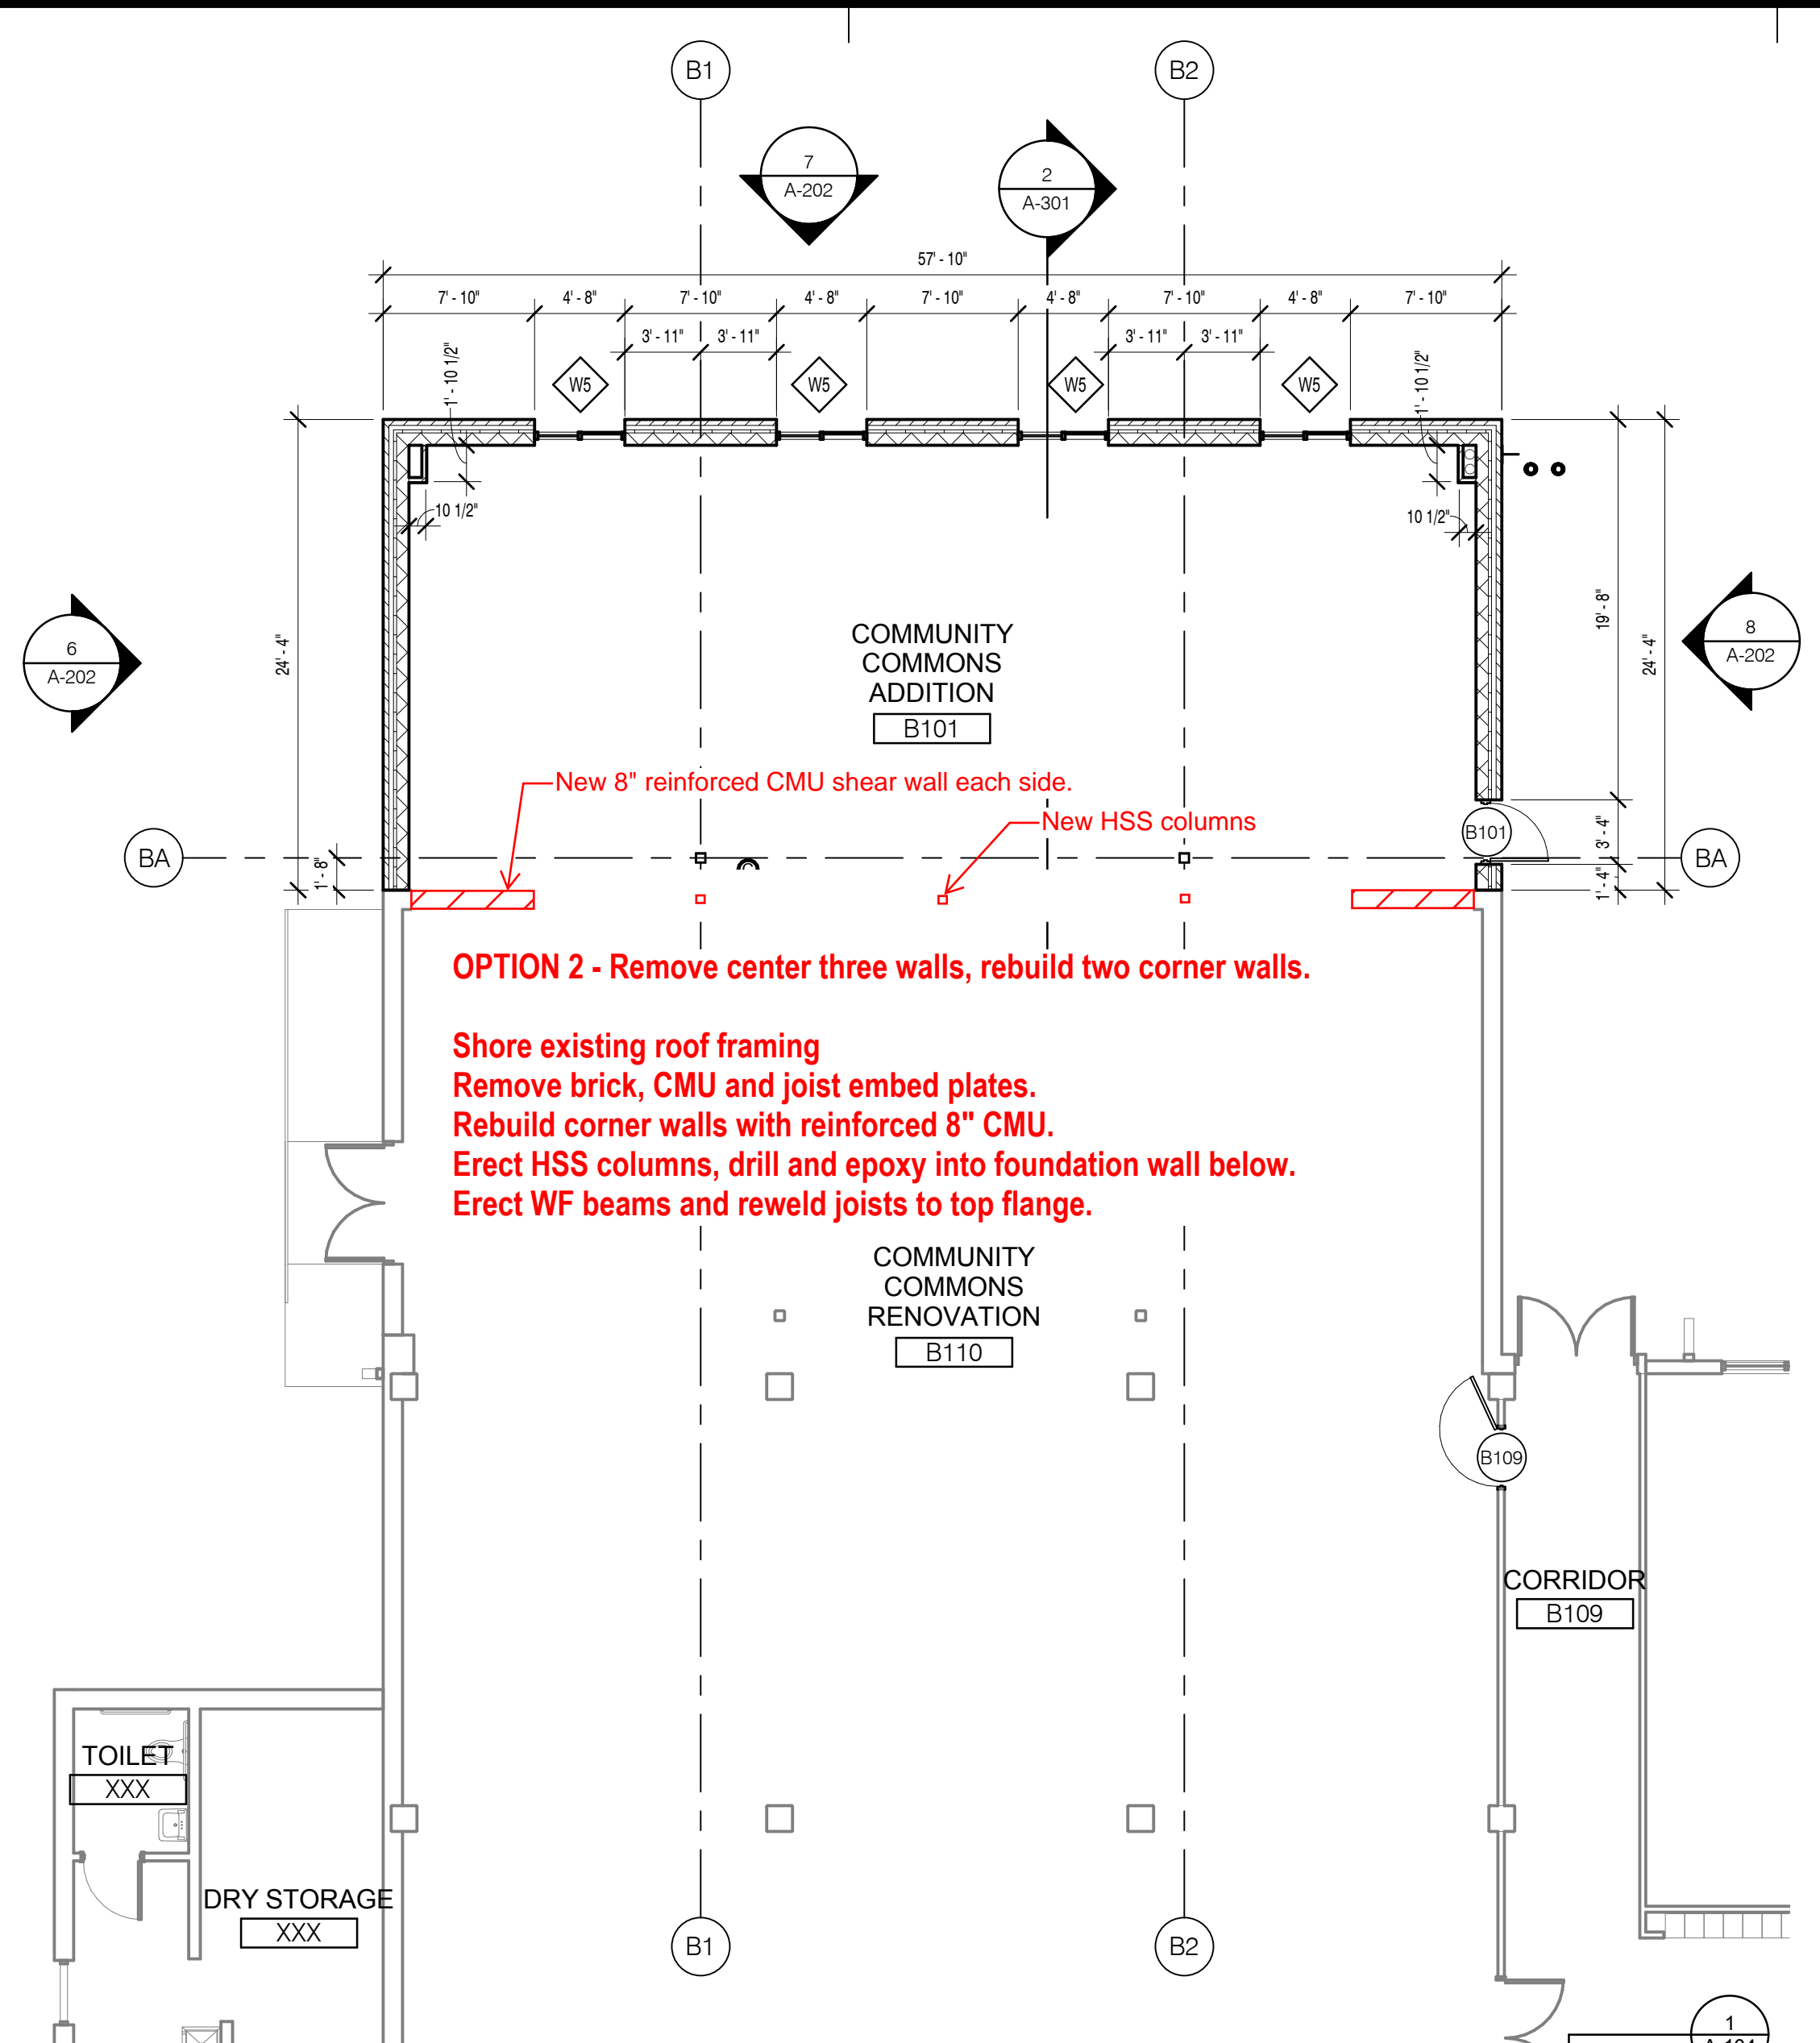 B1
B2
7
A-202
2
A-301
57' - 10"
7' - 10"
4' - 8"
7' - 10"
4' - 8"
7' - 10"
4' - 8"
7' - 10"
4' - 8"
7' - 10"
3' - 11"
3' - 11"
3' - 11"
3' - 11"
1' - 10 1/2"
W5
W5
W5
W5
1' - 10 1/2"
10 1/2"
10 1/2"
6
A-202
24' - 4"
COMMUNITY
COMMONS
ADDITION
B101
19' - 8"
24' - 4"
8
A-202
New 8" reinforced CMU shear wall each side.
New HSS columns
B101
3' - 4"
BA
1' - 8"
1' - 4"
BA
OPTION 2 - Remove center three walls, rebuild two corner walls.
Shore existing roof framing
Remove brick, CMU and joist embed plates.
Rebuild corner walls with reinforced 8" CMU.
Erect HSS columns, drill and epoxy into foundation wall below.
Erect WF beams and reweld joists to top flange.
COMMUNITY
COMMONS
RENOVATION
B110
B109
CORRIDOR
B109
TOILET
XXX
DRY STORAGE
XXX
B1
B2
1